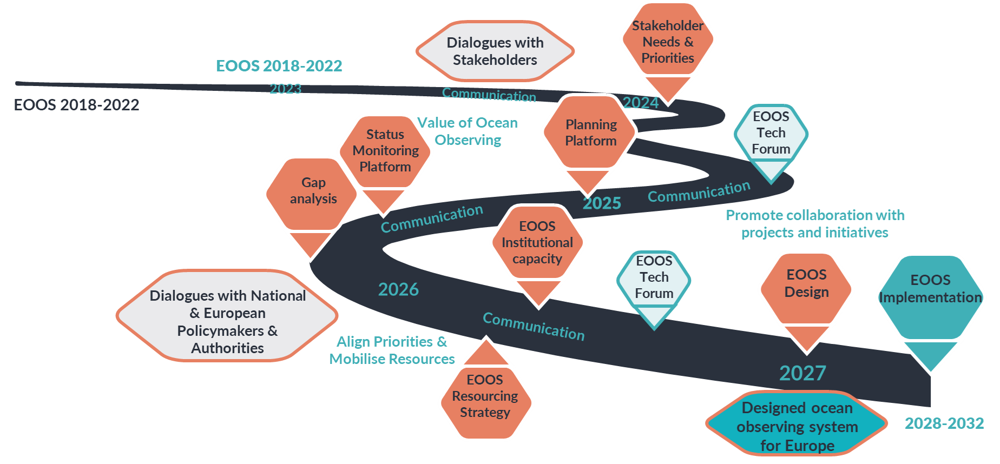 Stakeholder
Needs &
Priorities
Dialogues with
Stakeholders
EOOS 2018-2022
2023
Communication
2024
EOOS 2018-2022
EOOS
Tech
Forum
Planning
Platform
Value of Ocean
Observing
Status
Monitoring
Platform
Gap
analysis
Communication
2025
Communication
Promote collaboration with
projects and initiatives
EOOS
Institutional
capacity
EOOS
Tech
Forum
EOOS
Design
EOOS
Implementation
2026
Dialogues with National
& European
Policymakers &
Authorities
Communication
Align Priorities &
Mobilise Resources
EOOS
Resourcing
Strategy
2027
Designed ocean
observing system
for Europe
2028-2032